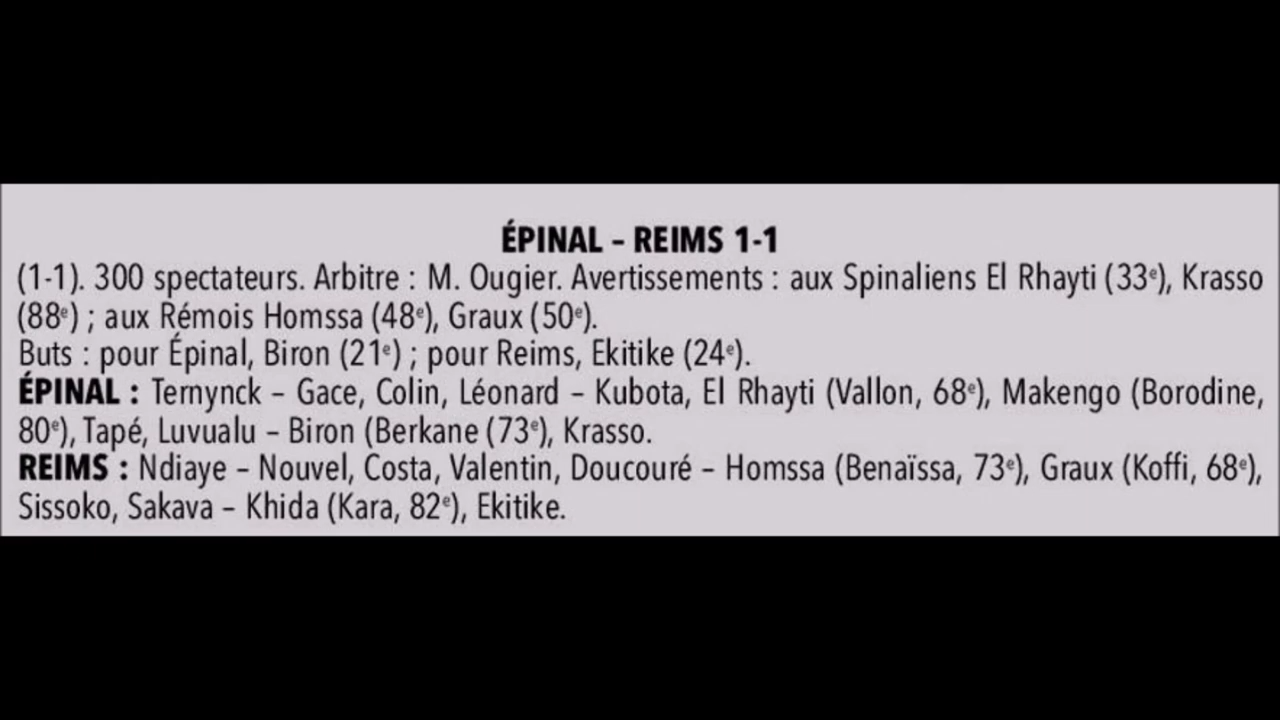 ÉPINAL – REIMS 1-1
(1-1). 300 spectateurs. Arbitre : M. Ougier. Avertissements : aux Spinaliens El Rhayti (33e), Krasso
(88e) ; aux Rémois Homssa (48e), Graux (50e).
Buts : pour Épinal, Biron (21e) ; pour Reims, Ekitike (24e).
ÉPINAL : Ternynck – Gace, Colin, Léonard – Kubota, El Rhayti (Vallon, 68e), Makengo (Borodine,
80e), Tapé, Luvualu – Biron (Berkane (73e), Krasso.
REIMS : Ndiaye – Nouvel, Costa, Valentin, Doucouré – Homssa (Benaïssa, 73e), Graux (Koffi, 68e),
Sissoko, Sakava – Khida (Kara, 82e), Ekitike.